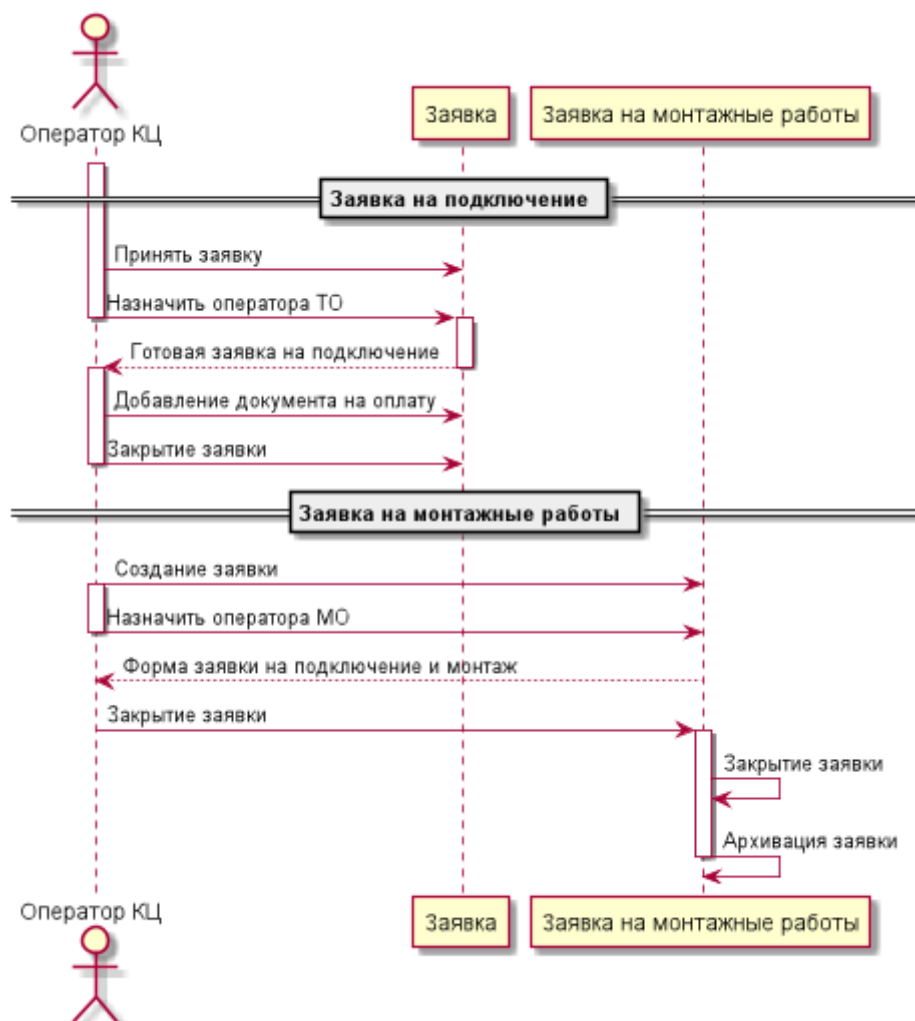 Оператор КЦ
Заявка
Заявка на монтажные работы
Заявка на подключение
Принять заявку
Назначить оператора ТО
Готовая заявка на подключение
Добавление документа на оплату
Закрытие заявки
Заявка на монтажные работы
Создание заявки
Назначить оператора МО
Форма заявки на подключение и монтаж
Закрытие заявки
Закрытие заявки
Архивация заявки
Оператор КЦ
Заявка
Заявка на монтажные работы